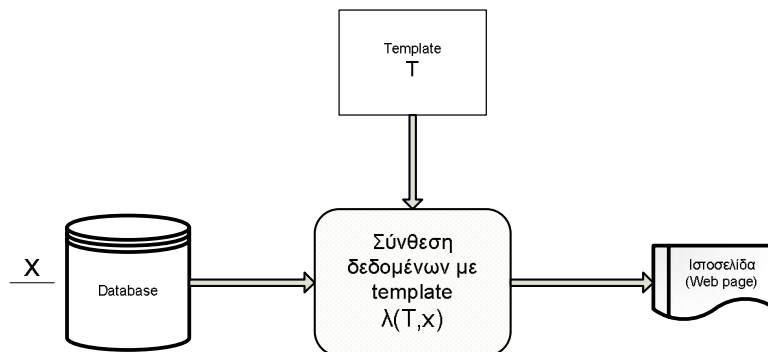 Template
T
X
Database
Σύνθεση
δεδομένων με
template
λ(T,x)
Ιστοσελίδα
(Web page)